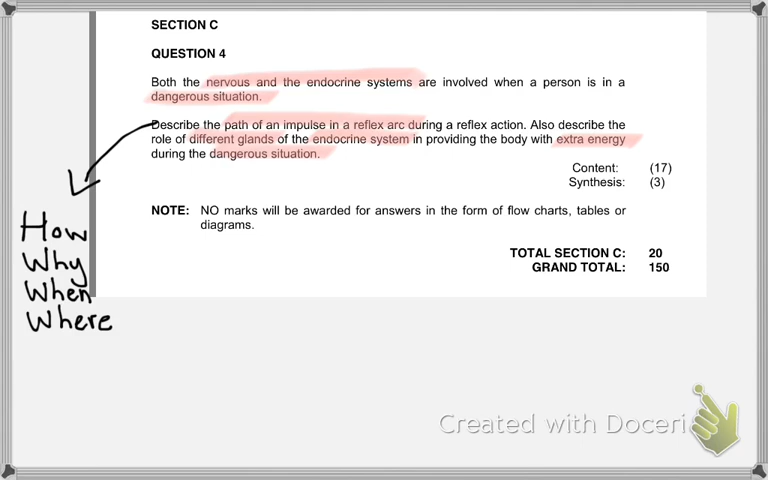 SECTION C
QUESTION 4
Both the nervous and the endocrine systems are involved when a person is in a
dangerous situation.
Describe the path of an impulse in a reflex arc during a reflex action. Also describe the
role of different glands of the endocrine system in providing the body with extra energy
during the dangerous situation.
Content: (17)
Synthesis: (3)
NOTE: NO marks will be awarded for answers in the form of flow charts, tables or
diagrams.
TOTAL SECTION C: 20
GRAND TOTAL: 150
How
Why
When
Where
Created with Doceri